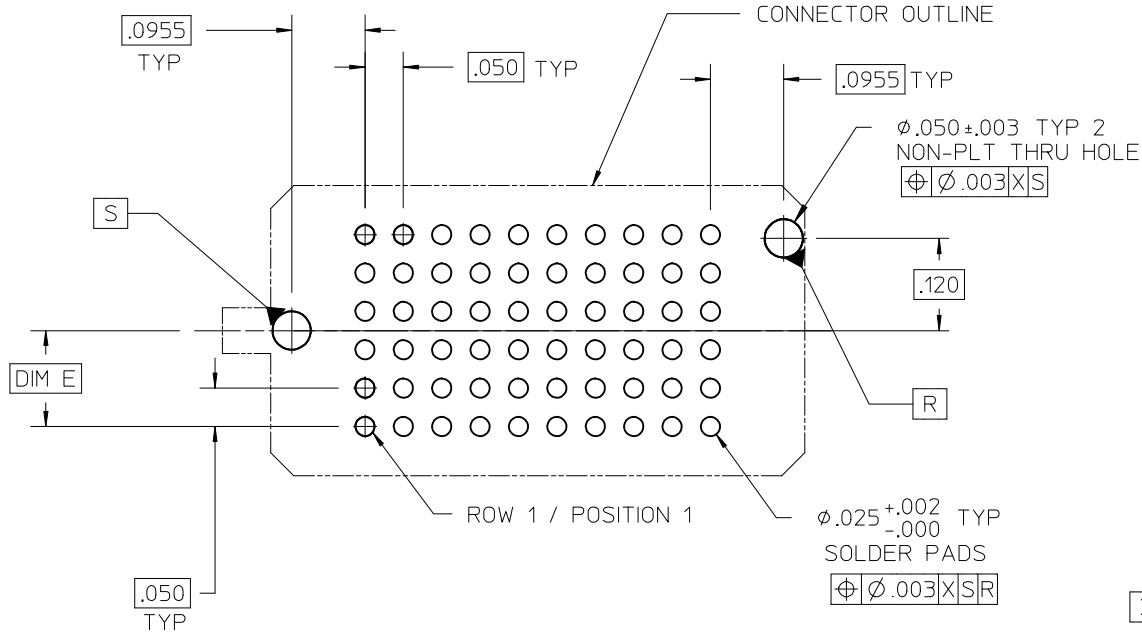 CONNECTOR OUTLINE
.0955
TYP
.050 TYP
.0955 TYP
⌀.050±.003 TYP 2
NON-PLT THRU HOLE
⌖ ⌀.003 X S
S
.120
DIM E
R
ROW 1 / POSITION 1
⌀.025 +.002 -.000 TYP
SOLDER PADS
⌖ ⌀.003 X S R
.050
TYP